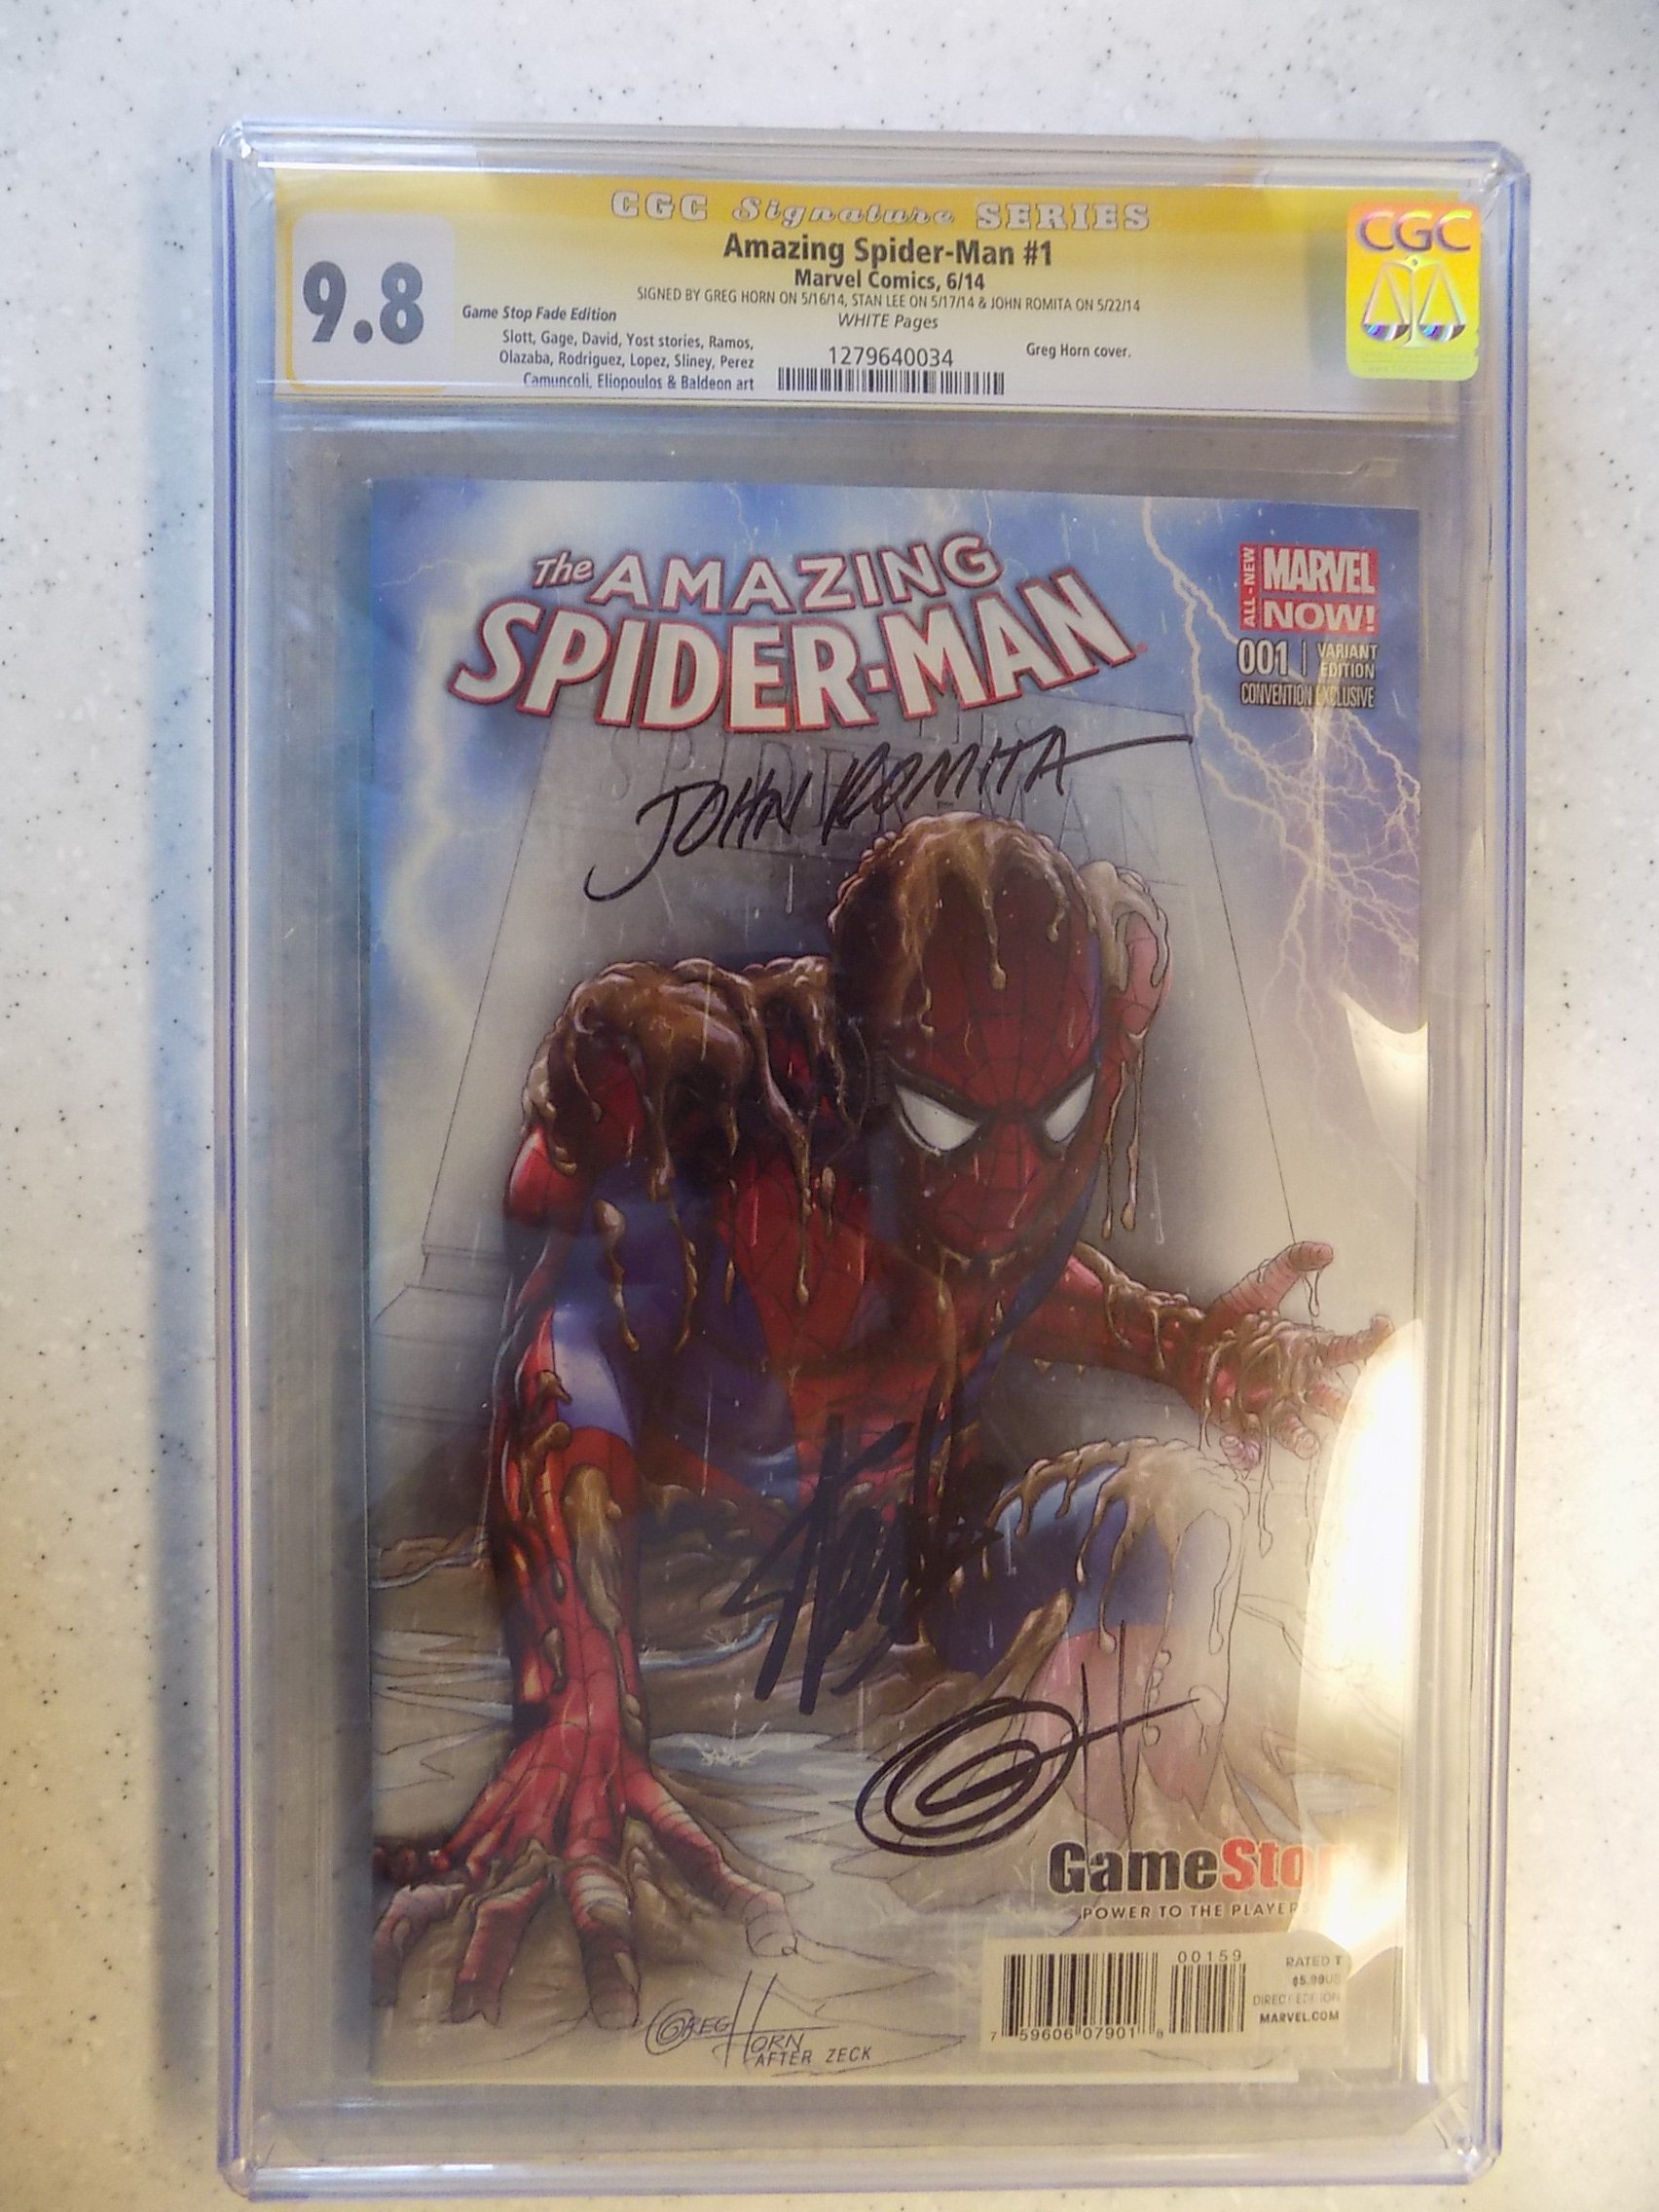 CGC Signature SERIES
Amazing Spider-Man #1
Marvel Comics, 6/14
SIGNED BY GREG HORN ON 5/16/14, STAN LEE ON 5/17/14 & JOHN ROMITA ON 5/22/14
WHITE Pages
9.8
Game Stop Fade Edition
Slott, Gage, David, Yost stories, Ramos,
Olazaba, Rodriguez, Lopez, Sliney, Perez
Camuncoli, Eliopoulos & Baldeon art
1279640034
Greg Horn cover.
CGC
The AMAZING
SPIDER-MAN
ALL-NEW
MARVEL
NOW!
001 VARIANT
EDITION
CONVENTION EXCLUSIVE
SPIDER-MAN
JOHN ROMITA
Stan Lee
GH
GameStop
POWER TO THE PLAYERS
00159
7 59606 07901 8
RATED T
$5.99US
DIRECT EDITION
MARVEL.COM
GREG HORN
AFTER ZECK